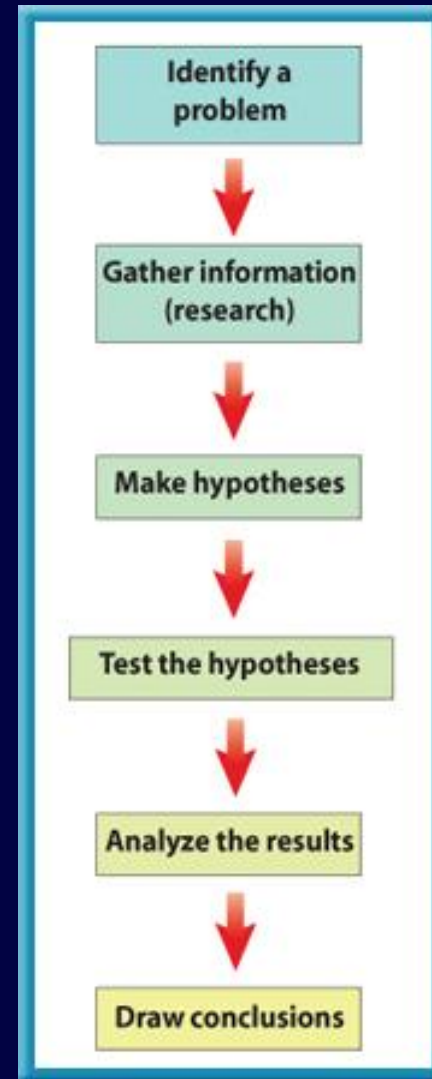 Identify a
problem
Gather information
(research)
Make hypotheses
Test the hypotheses
Analyze the results
Draw conclusions